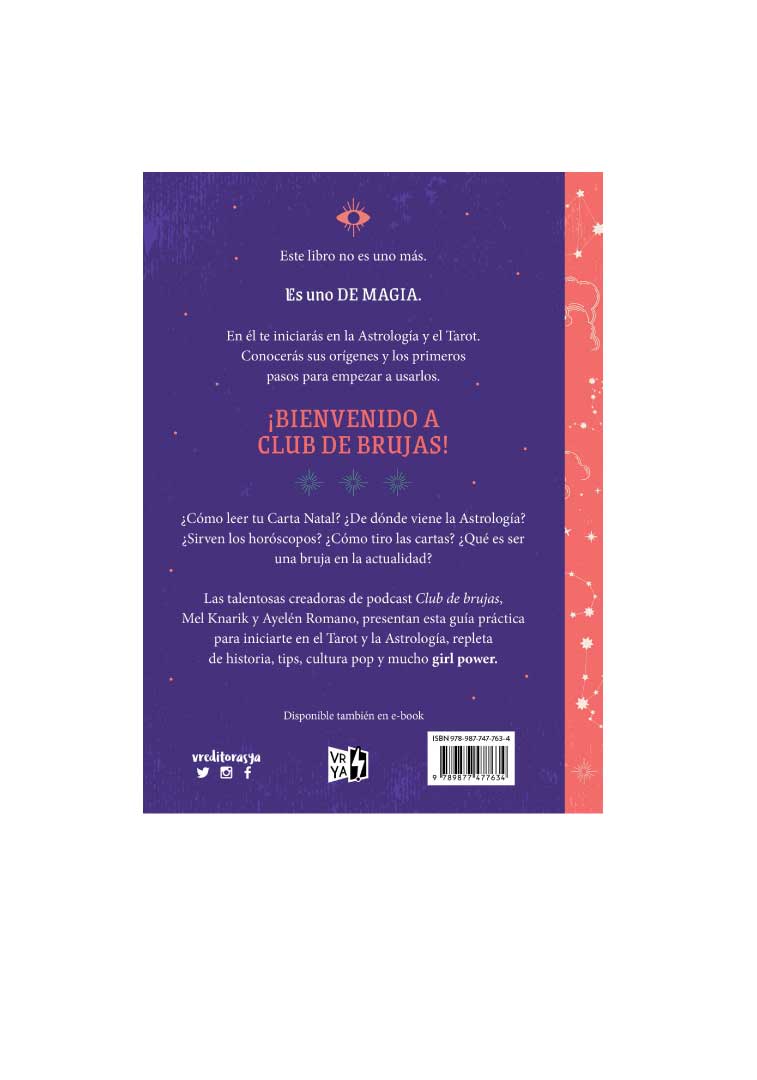 Este libro no es uno más.
Es uno DE MAGIA.
En él te iniciarás en la Astrología y el Tarot.
Conocerás sus orígenes y los primeros
pasos para empezar a usarlos.
¡BIENVENIDO A
CLUB DE BRUJAS!
¿Cómo leer tu Carta Natal? ¿De dónde viene la Astrología?
¿Sirven los horóscopos? ¿Cómo tiro las cartas? ¿Qué es ser
una bruja en la actualidad?
Las talentosas creadoras de podcast Club de brujas,
Mel Knarik y Ayelén Romano, presentan esta guía práctica
para iniciarte en el Tarot y la Astrología, repleta
de historia, tips, cultura pop y mucho girl power.
Disponible también en e-book
vreditorasya
VR
YA
ISBN 978-987-747-763-4
9 789877 477634